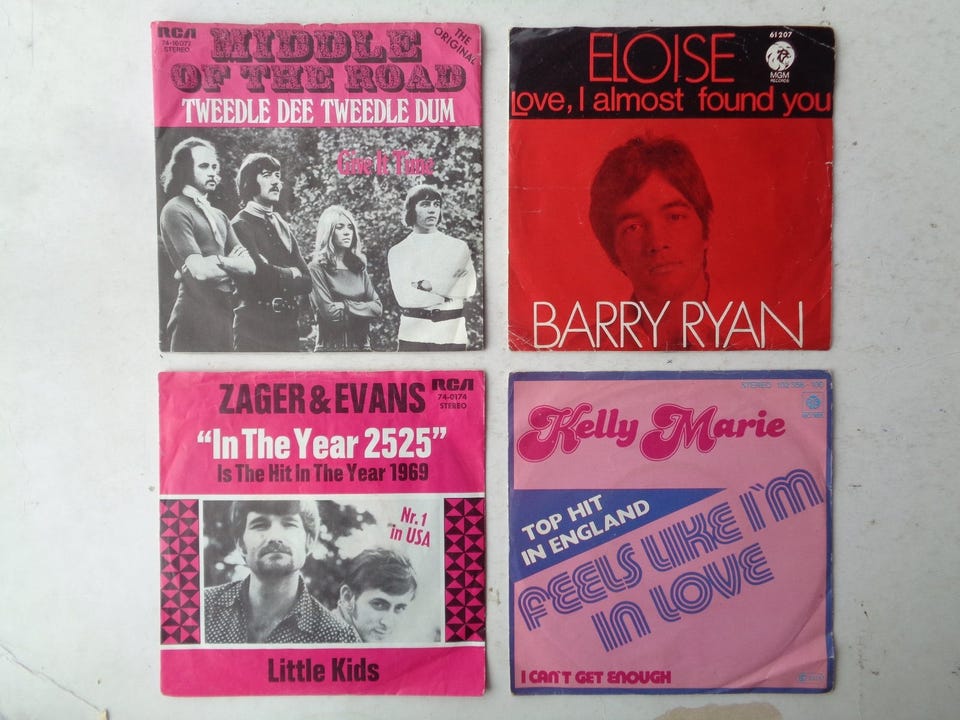 RCA
74-16077
STEREO
THE
ORIGINAL
MIDDLE
OF THE ROAD
TWEEDLE DEE TWEEDLE DUM
Give It Time
ELOISE
61 207
MGM
RECORDS
Love, I almost found you
BARRY RYAN
ZAGER & EVANS
RCA
74-0174
STEREO
“In The Year 2525”
Is The Hit In The Year 1969
Nr. 1
in USA
Little Kids
STEREO
Kelly Marie
TOP HIT
IN ENGLAND
FEELS LIKE I'M
IN LOVE
I CAN'T GET ENOUGH